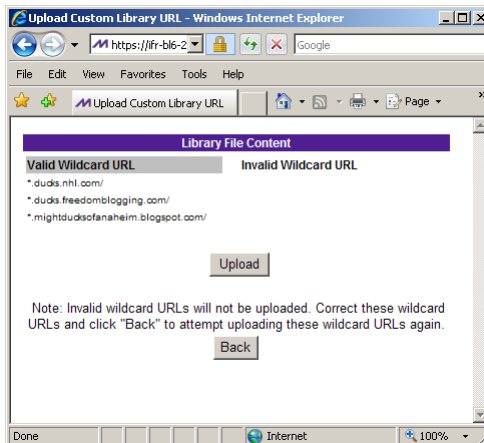 Upload Custom Library URL - Windows Internet Explorer
https://ifr-bl6-2
Google
File Edit View Favorites Tools Help
Upload Custom Library URL
Page
Library File Content
Valid Wildcard URL Invalid Wildcard URL
*.ducks.nhl.com/
*.ducks.freedomblogging.com/
*.mightducksofanaheim.blogspot.com/
Upload
Note: Invalid wildcard URLs will not be uploaded. Correct these wildcard
URLs and click "Back" to attempt uploading these wildcard URLs again.
Back
Done Internet 100%